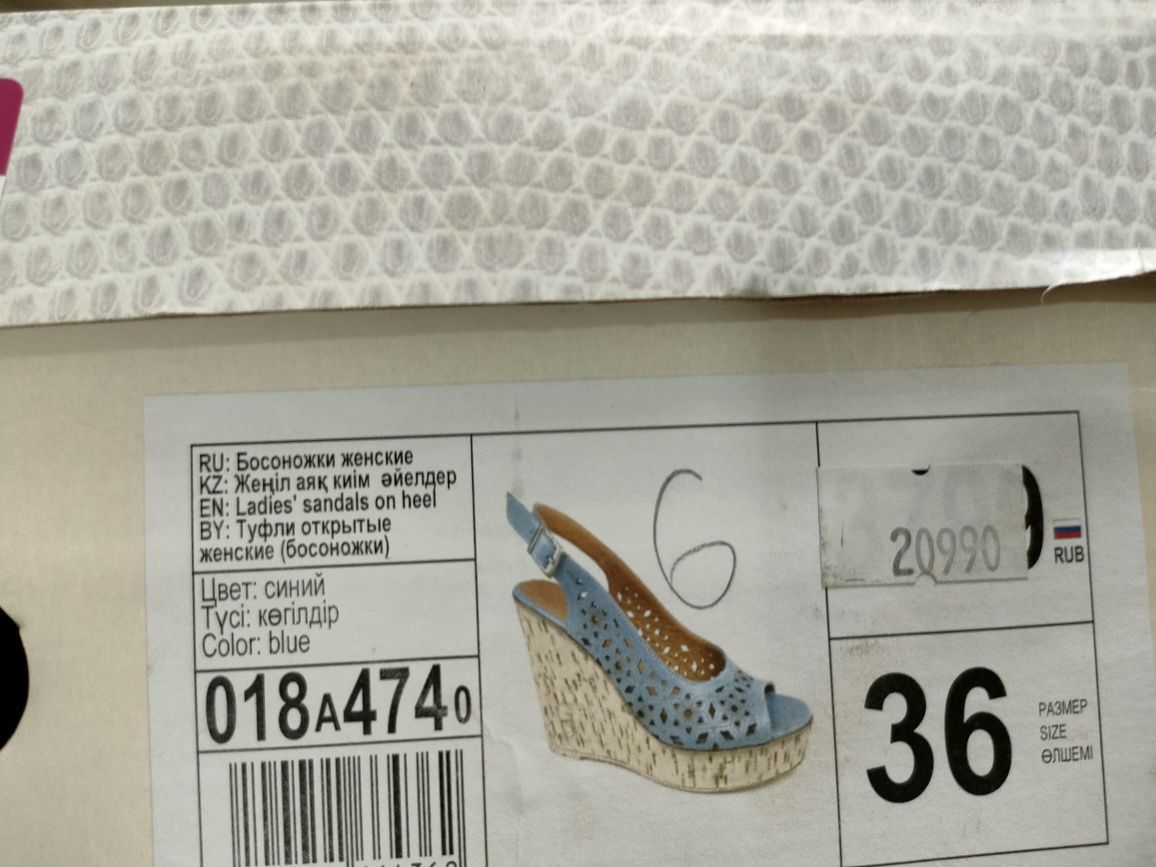 RU: Босоножки женские
KZ: Жеңіл аяқ киім әйелдер
EN: Ladies' sandals on heel
BY: Туфли открытые
женские (босоножки)
Цвет: синий
Түсі: көгілдір
Color: blue
018A4740
6
20990
RUB
36
РАЗМЕР
SIZE
ӨЛШЕМІ